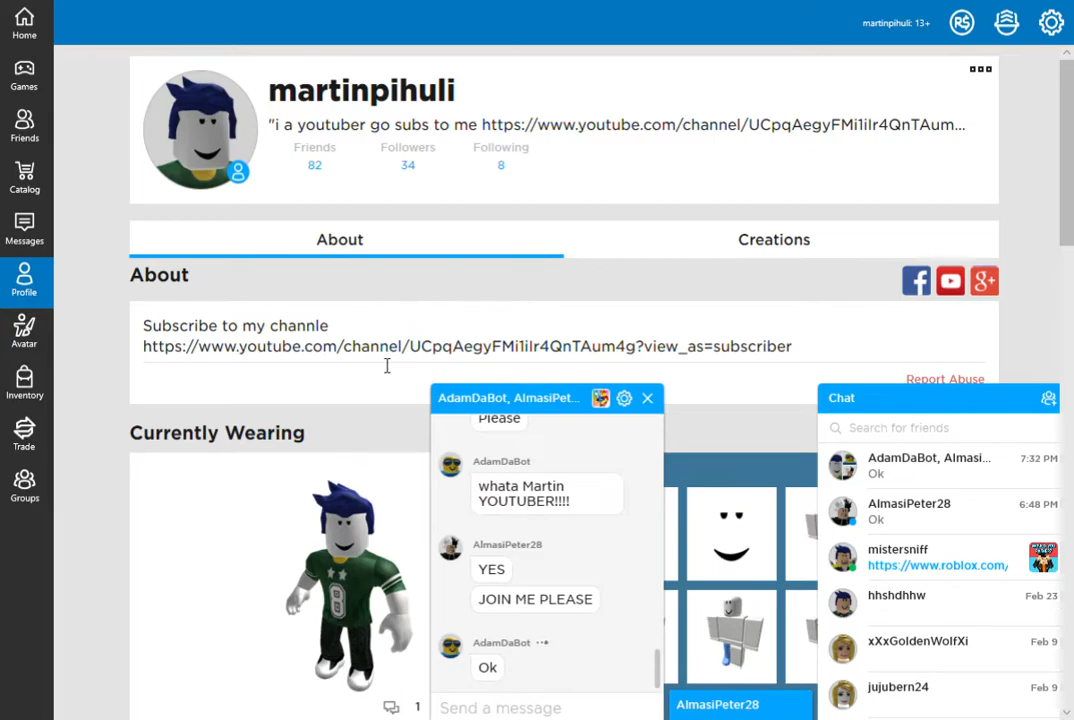 martinpihuli: 13+
R$
Home
Games
Friends
Catalog
Messages
Profile
Avatar
Inventory
Trade
Groups
martinpihuli
"i a youtuber go subs to me https://www.youtube.com/channel/UCpqAegyFMi1iIr4QnTAum...
Friends
Followers
Following
82
34
8
About
Creations
About
Subscribe to my channle
https://www.youtube.com/channel/UCpqAegyFMi1iIr4QnTAum4g?view_as=subscriber
Report Abuse
Currently Wearing
8
1
AdamDaBot, AlmasiPet...
Please
AdamDaBot
whata Martin
YOUTUBER!!!!
AlmasiPeter28
YES
JOIN ME PLEASE
AdamDaBot
Ok
Send a message
AlmasiPeter28
Chat
Search for friends
AdamDaBot, Almasi...
7:32 PM
Ok
AlmasiPeter28
6:48 PM
Ok
mistersniff
https://www.roblox.com/
hhshdhhw
Feb 23
xXxGoldenWolfXi
Feb 9
jujubern24
Feb 9